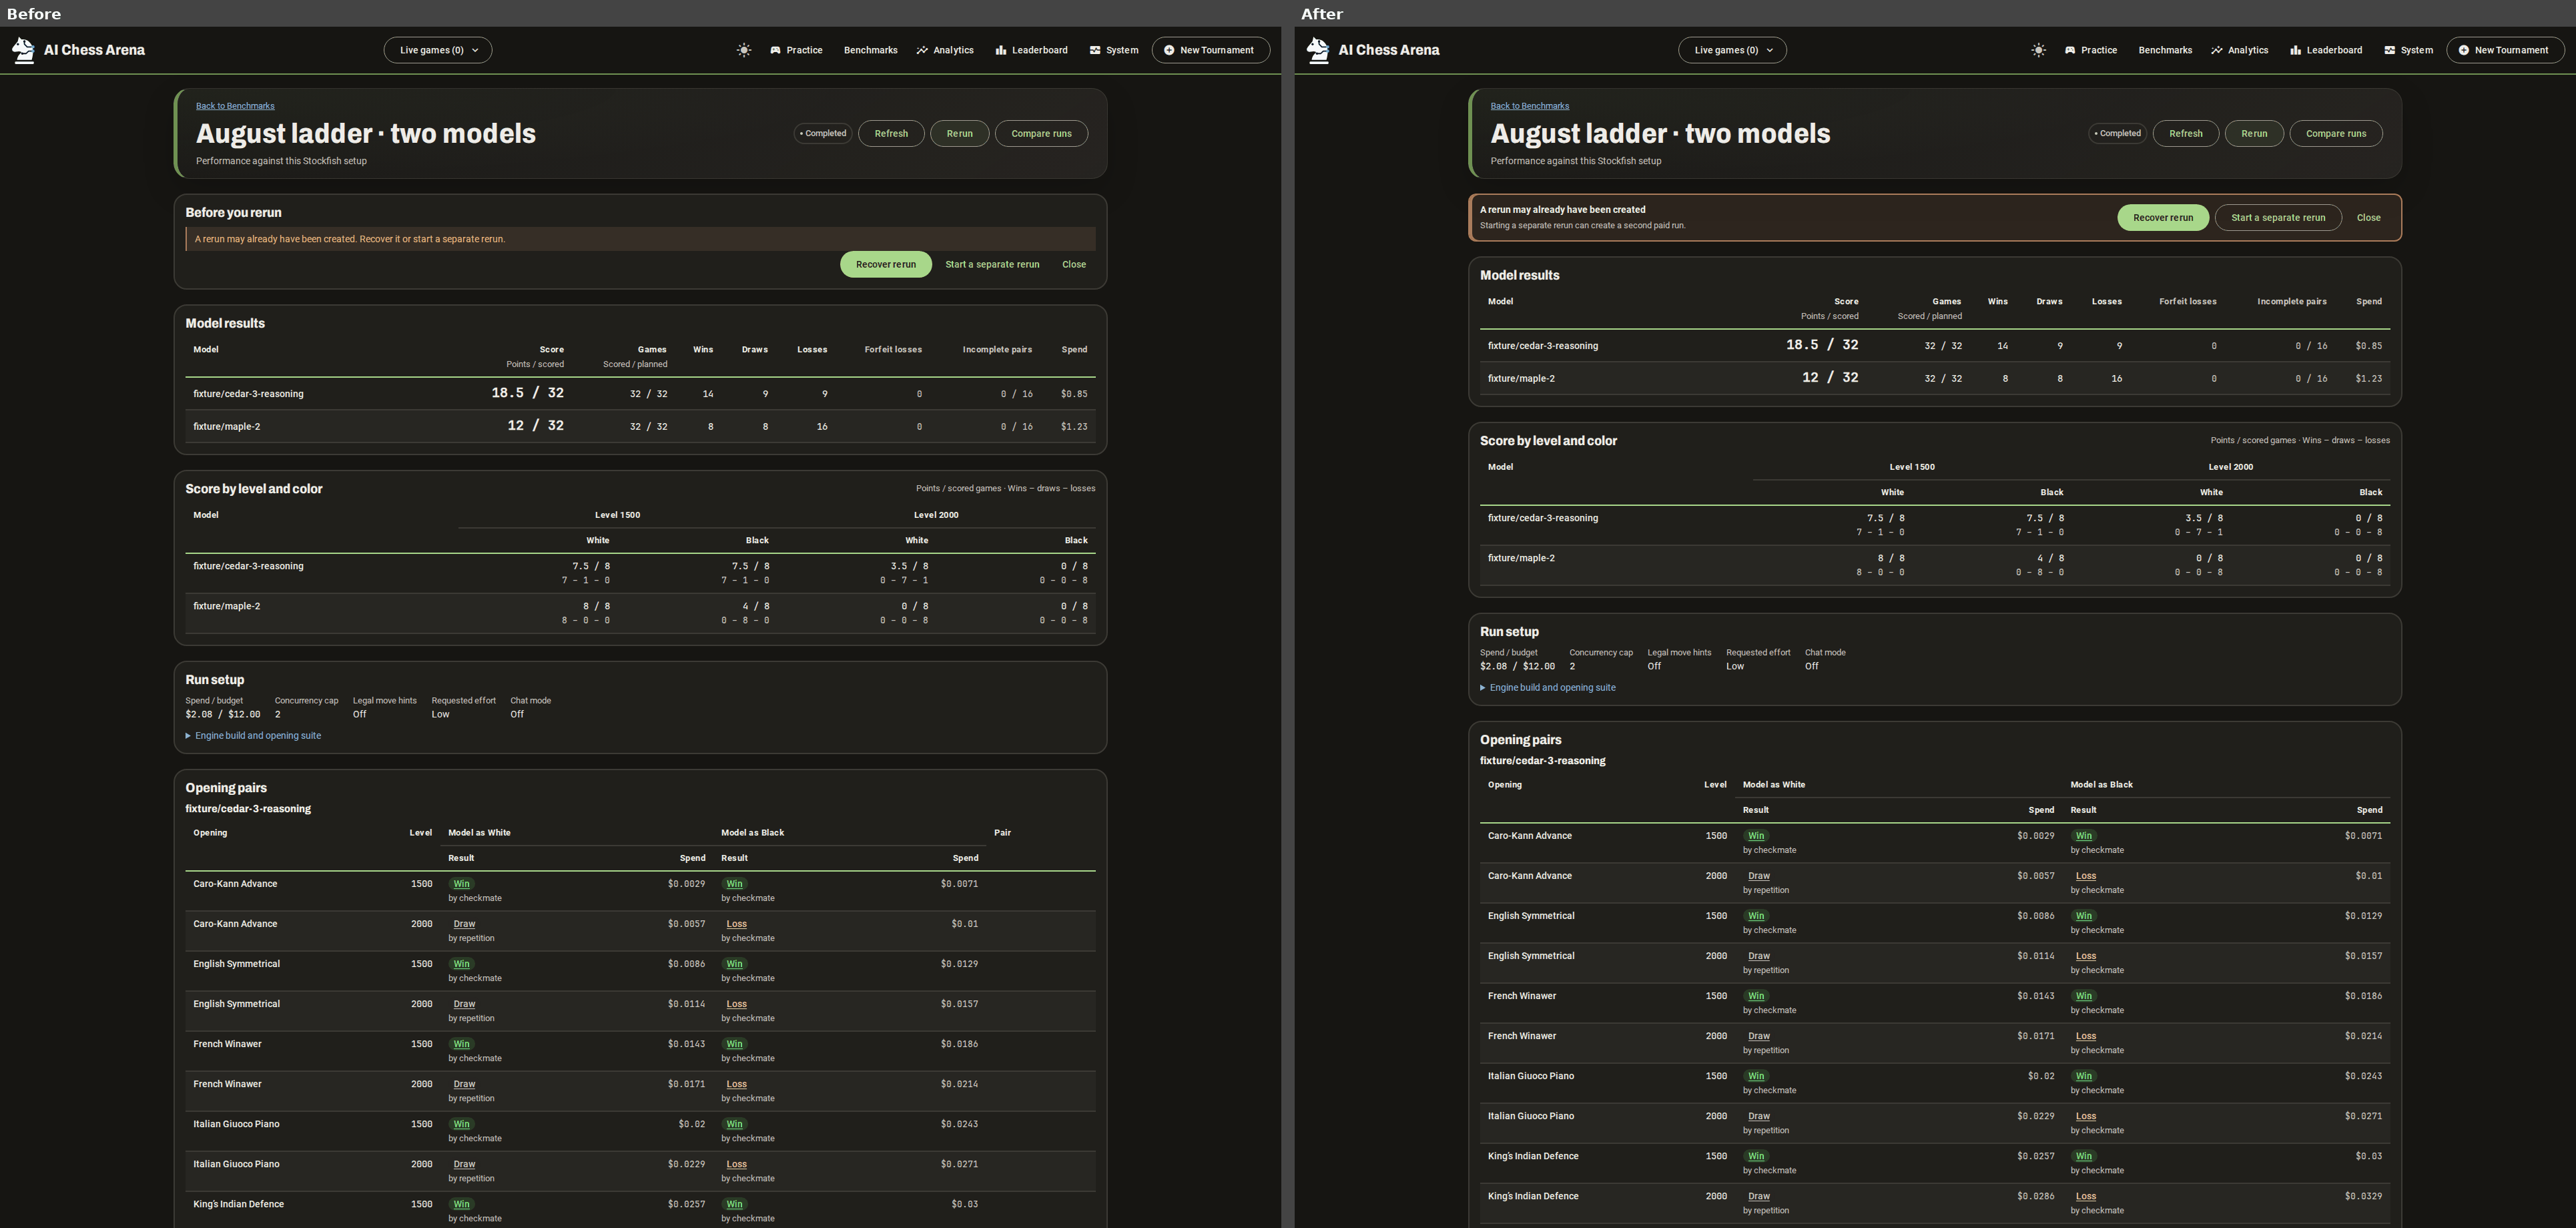 Before
AI Chess Arena
Live games (0)
Practice Benchmarks Analytics Leaderboard System New Tournament
Back to Benchmarks
August ladder · two models
• Completed Refresh Rerun Compare runs
Performance against this Stockfish setup
Before you rerun
A rerun may already have been created. Recover it or start a separate rerun.
Recover rerun Start a separate rerun Close
Model results
Model Score Games Wins Draws Losses Forfeit losses Incomplete pairs Spend
Points / scored Scored / planned
fixture/cedar-3-reasoning 18.5 / 32 32 / 32 14 9 9 0 0 / 16 $0.85
fixture/maple-2 12 / 32 32 / 32 8 8 16 0 0 / 16 $1.23
Score by level and color Points / scored games · Wins – draws – losses
Model Level 1500 Level 2000
White Black White Black
fixture/cedar-3-reasoning 7.5 / 8 7.5 / 8 3.5 / 8 0 / 8
7 – 1 – 0 7 – 1 – 0 0 – 7 – 1 0 – 0 – 8
fixture/maple-2 8 / 8 4 / 8 0 / 8 0 / 8
8 – 0 – 0 0 – 8 – 0 0 – 0 – 8 0 – 0 – 8
Run setup
Spend / budget Concurrency cap Legal move hints Requested effort Chat mode
$2.08 / $12.00 2 Off Low Off
Engine build and opening suite
Opening pairs
fixture/cedar-3-reasoning
Opening Level Model as White Model as Black Pair
Result Spend Result Spend
Caro-Kann Advance 1500 Win $0.0029 Win $0.0071
by checkmate by checkmate
Caro-Kann Advance 2000 Draw $0.0057 Loss $0.01
by repetition by checkmate
English Symmetrical 1500 Win $0.0086 Win $0.0129
by checkmate by checkmate
English Symmetrical 2000 Draw $0.0114 Loss $0.0157
by repetition by checkmate
French Winawer 1500 Win $0.0143 Win $0.0186
by checkmate by checkmate
French Winawer 2000 Draw $0.0171 Loss $0.0214
by repetition by checkmate
Italian Giuoco Piano 1500 Win $0.02 Win $0.0243
by checkmate by checkmate
Italian Giuoco Piano 2000 Draw $0.0229 Loss $0.0271
by repetition by checkmate
King's Indian Defence 1500 Win $0.0257 Win $0.03
by checkmate by checkmate
After
AI Chess Arena
Live games (0)
Practice Benchmarks Analytics Leaderboard System New Tournament
Back to Benchmarks
August ladder · two models
• Completed Refresh Rerun Compare runs
Performance against this Stockfish setup
A rerun may already have been created
Starting a separate rerun can create a second paid run.
Recover rerun Start a separate rerun Close
Model results
Model Score Games Wins Draws Losses Forfeit losses Incomplete pairs Spend
Points / scored Scored / planned
fixture/cedar-3-reasoning 18.5 / 32 32 / 32 14 9 9 0 0 / 16 $0.85
fixture/maple-2 12 / 32 32 / 32 8 8 16 0 0 / 16 $1.23
Score by level and color Points / scored games · Wins – draws – losses
Model Level 1500 Level 2000
White Black White Black
fixture/cedar-3-reasoning 7.5 / 8 7.5 / 8 3.5 / 8 0 / 8
7 – 1 – 0 7 – 1 – 0 0 – 7 – 1 0 – 0 – 8
fixture/maple-2 8 / 8 4 / 8 0 / 8 0 / 8
8 – 0 – 0 0 – 8 – 0 0 – 0 – 8 0 – 0 – 8
Run setup
Spend / budget Concurrency cap Legal move hints Requested effort Chat mode
$2.08 / $12.00 2 Off Low Off
Engine build and opening suite
Opening pairs
fixture/cedar-3-reasoning
Opening Level Model as White Model as Black
Result Spend Result Spend
Caro-Kann Advance 1500 Win $0.0029 Win $0.0071
by checkmate by checkmate
Caro-Kann Advance 2000 Draw $0.0057 Loss $0.01
by repetition by checkmate
English Symmetrical 1500 Win $0.0086 Win $0.0129
by checkmate by checkmate
English Symmetrical 2000 Draw $0.0114 Loss $0.0157
by repetition by checkmate
French Winawer 1500 Win $0.0143 Win $0.0186
by checkmate by checkmate
French Winawer 2000 Draw $0.0171 Loss $0.0214
by repetition by checkmate
Italian Giuoco Piano 1500 Win $0.02 Win $0.0243
by checkmate by checkmate
Italian Giuoco Piano 2000 Draw $0.0229 Loss $0.0271
by repetition by checkmate
King's Indian Defence 1500 Win $0.0257 Win $0.03
by checkmate by checkmate
King's Indian Defence 2000 Draw $0.0286 Loss $0.0329
by repetition by checkmate